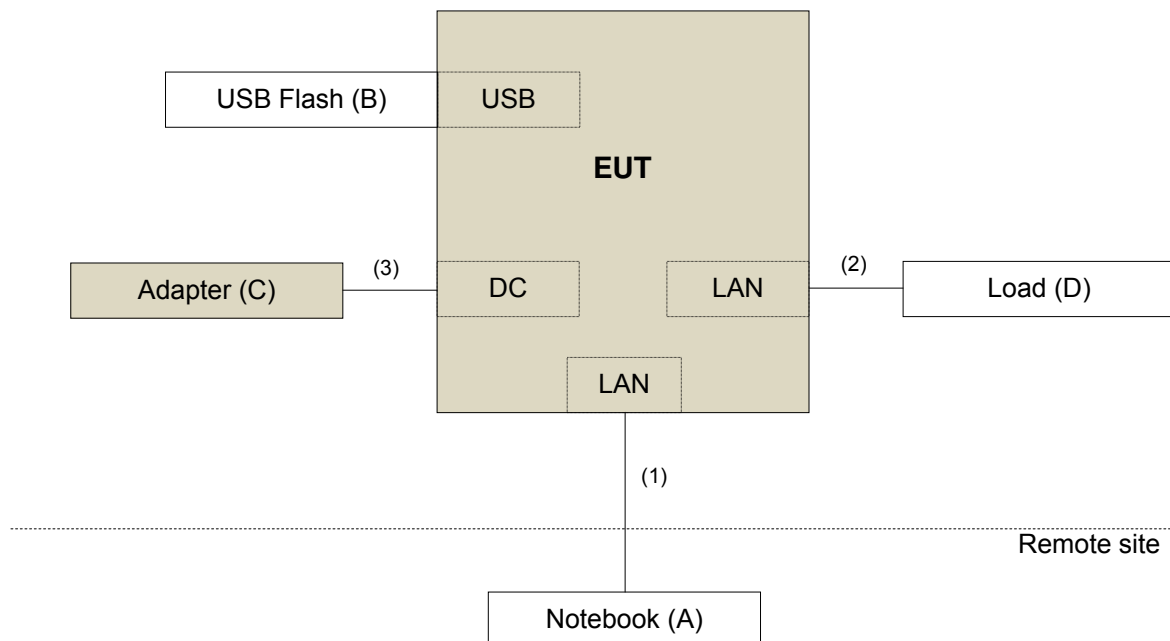 USB Flash (B)
USB
EUT
Adapter (C)
(3)
DC
LAN
(2)
Load (D)
LAN
(1)
Remote site
Notebook (A)